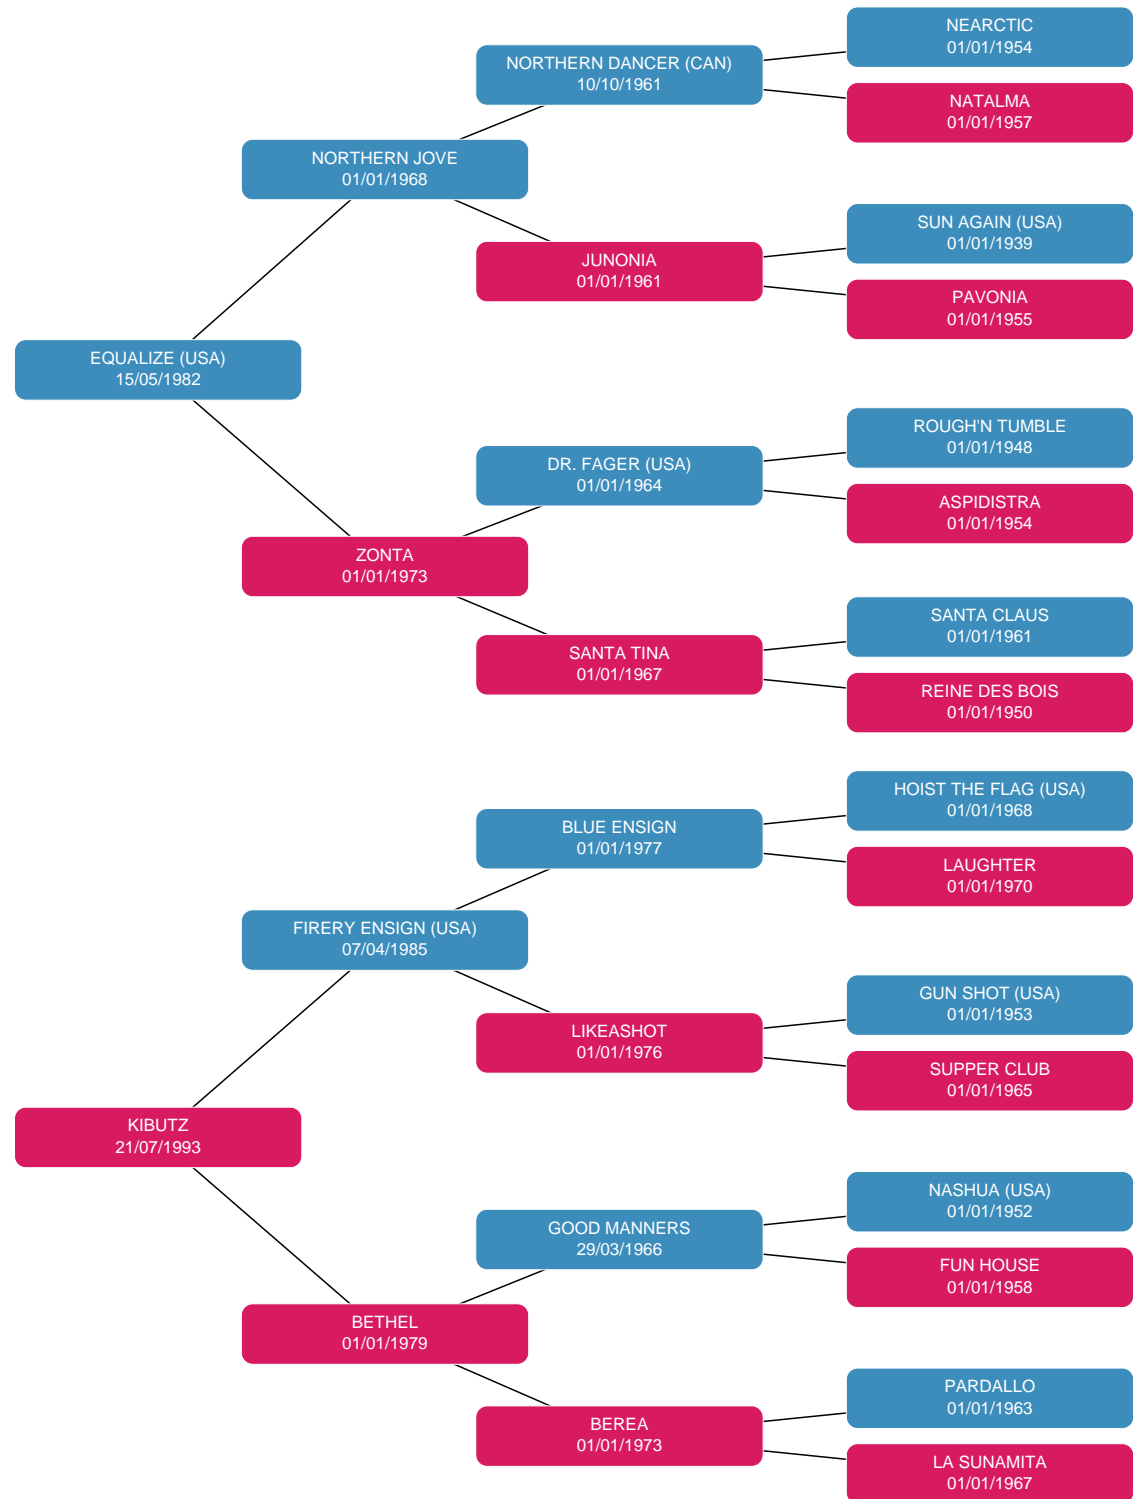 NEARCTIC
01/01/1954
NORTHERN DANCER (CAN)
10/10/1961
NATALMA
01/01/1957
NORTHERN JOVE
01/01/1968
SUN AGAIN (USA)
01/01/1939
JUNONIA
01/01/1961
PAVONIA
01/01/1955
EQUALIZE (USA)
15/05/1982
ROUGH'N TUMBLE
01/01/1948
DR. FAGER (USA)
01/01/1964
ASPIDISTRA
01/01/1954
ZONTA
01/01/1973
SANTA CLAUS
01/01/1961
SANTA TINA
01/01/1967
REINE DES BOIS
01/01/1950
HOIST THE FLAG (USA)
01/01/1968
BLUE ENSIGN
01/01/1977
LAUGHTER
01/01/1970
FIRERY ENSIGN (USA)
07/04/1985
GUN SHOT (USA)
01/01/1953
LIKEASHOT
01/01/1976
SUPPER CLUB
01/01/1965
KIBUTZ
21/07/1993
NASHUA (USA)
01/01/1952
GOOD MANNERS
29/03/1966
FUN HOUSE
01/01/1958
BETHEL
01/01/1979
PARDALLO
01/01/1963
BEREA
01/01/1973
LA SUNAMITA
01/01/1967